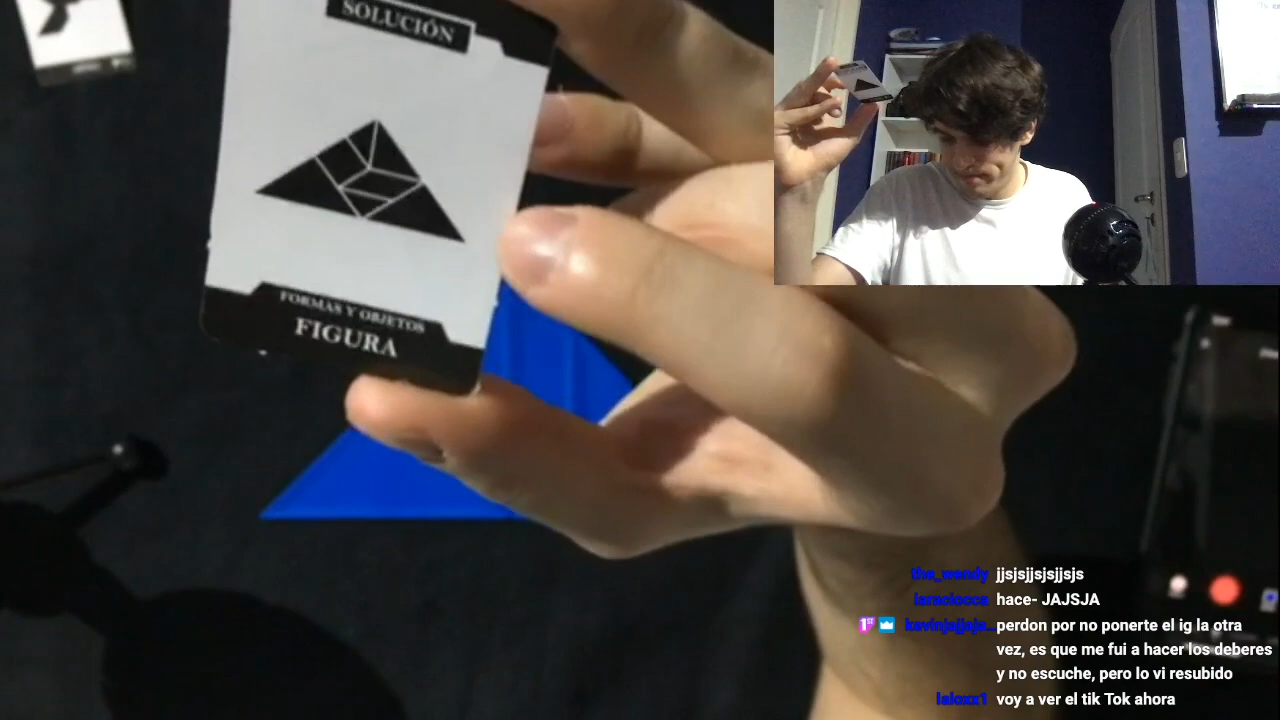 SOLUCIÓN
FORMAS Y OBJETOS
FIGURA
the_wendy jjsjsjjsjsjjsjs
hace- JAJSJA
perdon por no ponerte el ig la otra
vez, es que me fui a hacer los deberes
y no escuche, pero lo vi resubido
voy a ver el tik Tok ahora